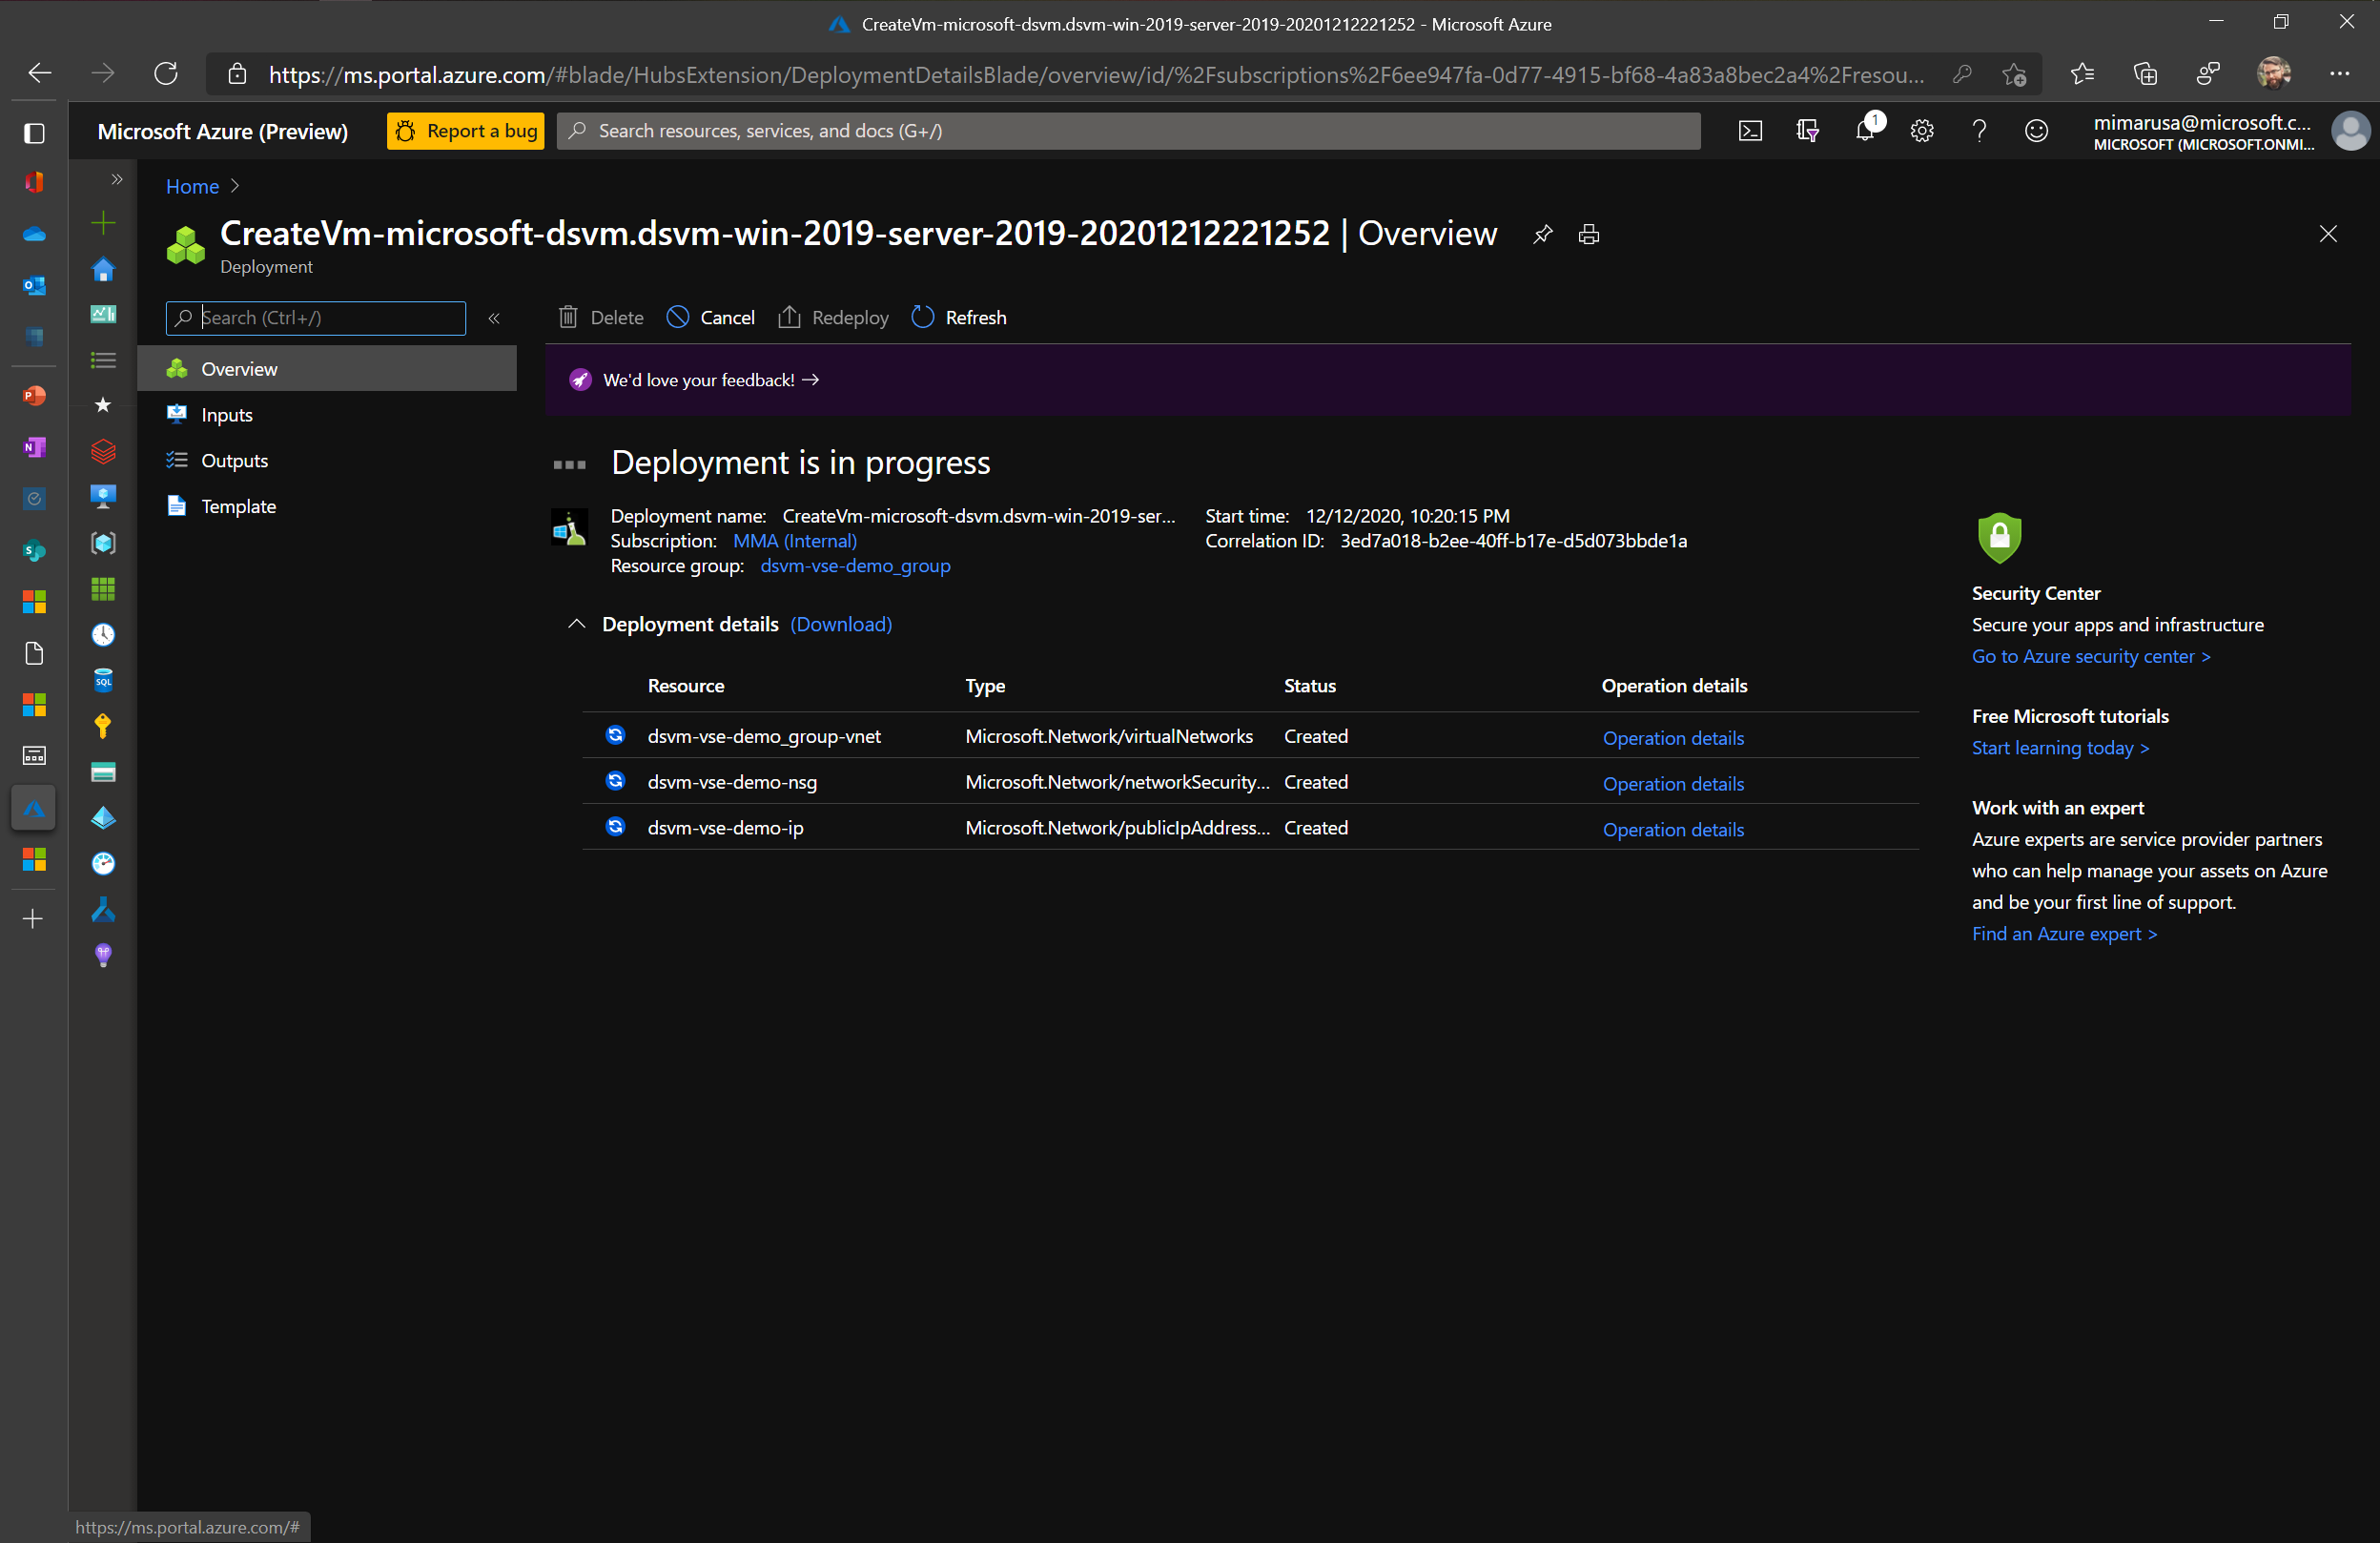 CreateVm-microsoft-dsvm.dsvm-win-2019-server-2019-20201212221252 - Microsoft Azure
https://ms.portal.azure.com/#blade/HubsExtension/DeploymentDetailsBlade/overview/id/%2Fsubscriptions%2F6ee947fa-0d77-4915-bf68-4a83a8bec2a4%2Fresou...
Microsoft Azure (Preview)
Report a bug
Search resources, services, and docs (G+/)
1
mimarusa@microsoft.c...
MICROSOFT (MICROSOFT.ONMI...
Home
CreateVm-microsoft-dsvm.dsvm-win-2019-server-2019-20201212221252 | Overview
Deployment
Search (Ctrl+/)
Delete
Cancel
Redeploy
Refresh
Overview
Inputs
Outputs
Template
We'd love your feedback! →
Deployment is in progress
Deployment name: CreateVm-microsoft-dsvm.dsvm-win-2019-ser...
Subscription: MMA (Internal)
Resource group: dsvm-vse-demo_group
Start time: 12/12/2020, 10:20:15 PM
Correlation ID: 3ed7a018-b2ee-40ff-b17e-d5d073bbde1a
Deployment details (Download)
Resource Type Status Operation details
dsvm-vse-demo_group-vnet Microsoft.Network/virtualNetworks Created Operation details
dsvm-vse-demo-nsg Microsoft.Network/networkSecurity... Created Operation details
dsvm-vse-demo-ip Microsoft.Network/publicIpAddress... Created Operation details
Security Center
Secure your apps and infrastructure
Go to Azure security center >
Free Microsoft tutorials
Start learning today >
Work with an expert
Azure experts are service provider partners
who can help manage your assets on Azure
and be your first line of support.
Find an Azure expert >
SQL
https://ms.portal.azure.com/#